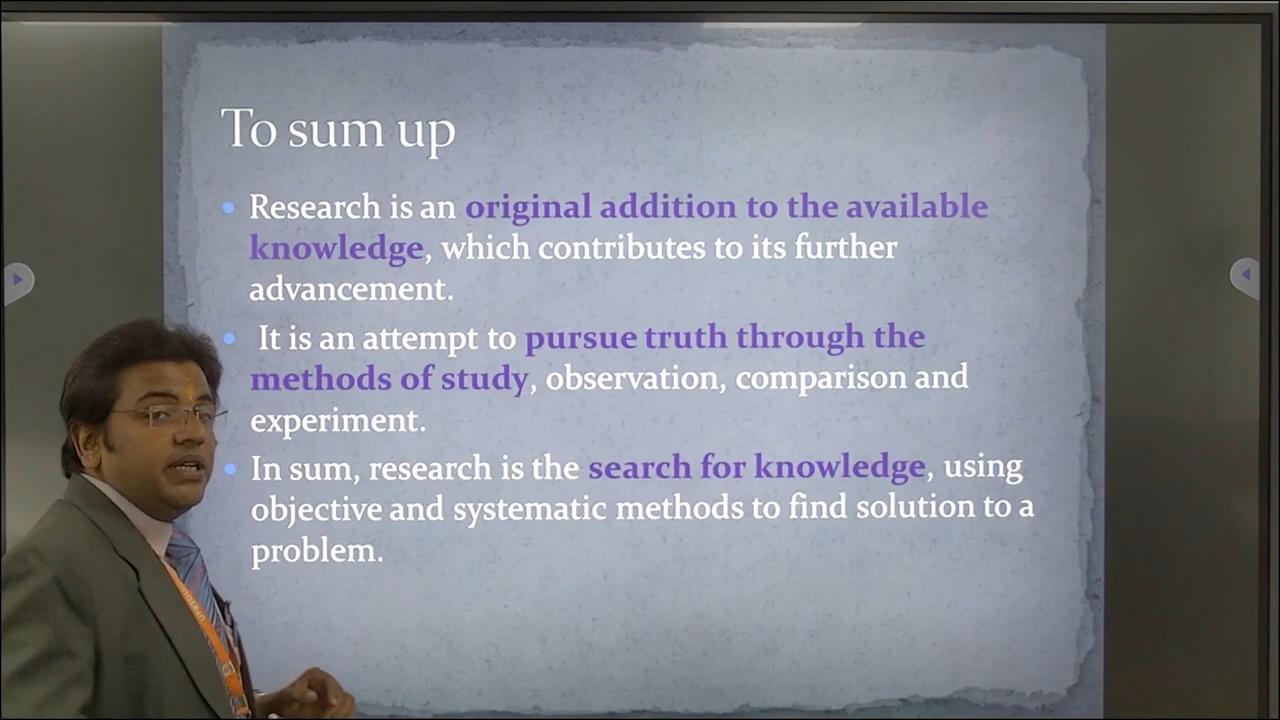 To sum up
• Research is an original addition to the available
knowledge, which contributes to its further
advancement.
• It is an attempt to pursue truth through the
methods of study, observation, comparison and
experiment.
• In sum, research is the search for knowledge, using
objective and systematic methods to find solution to a
problem.